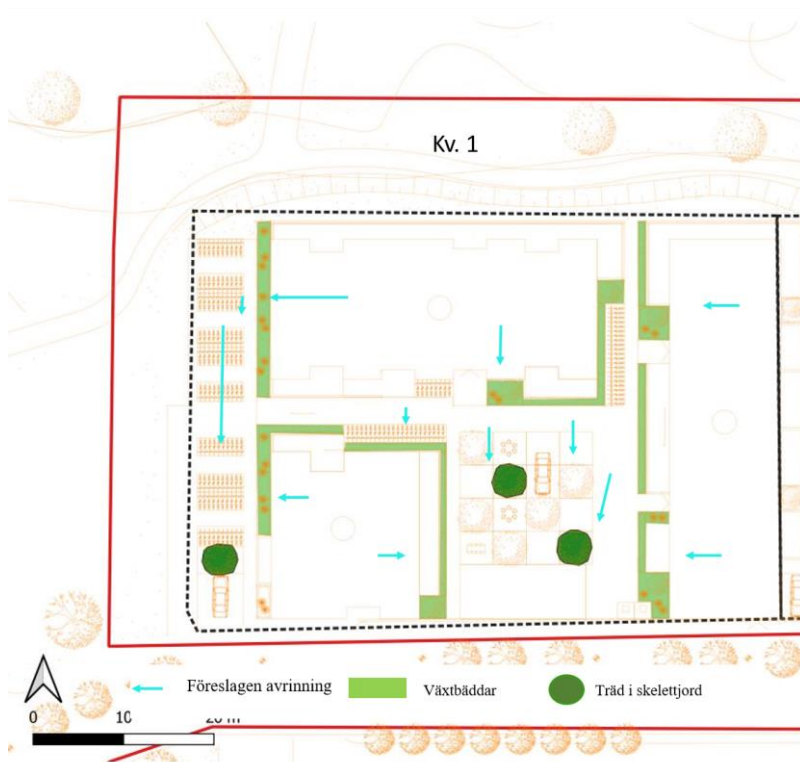 Kv. 1
Föreslagen avrinning
Växtbäddar
Träd i skelettjord
0 10 20 m